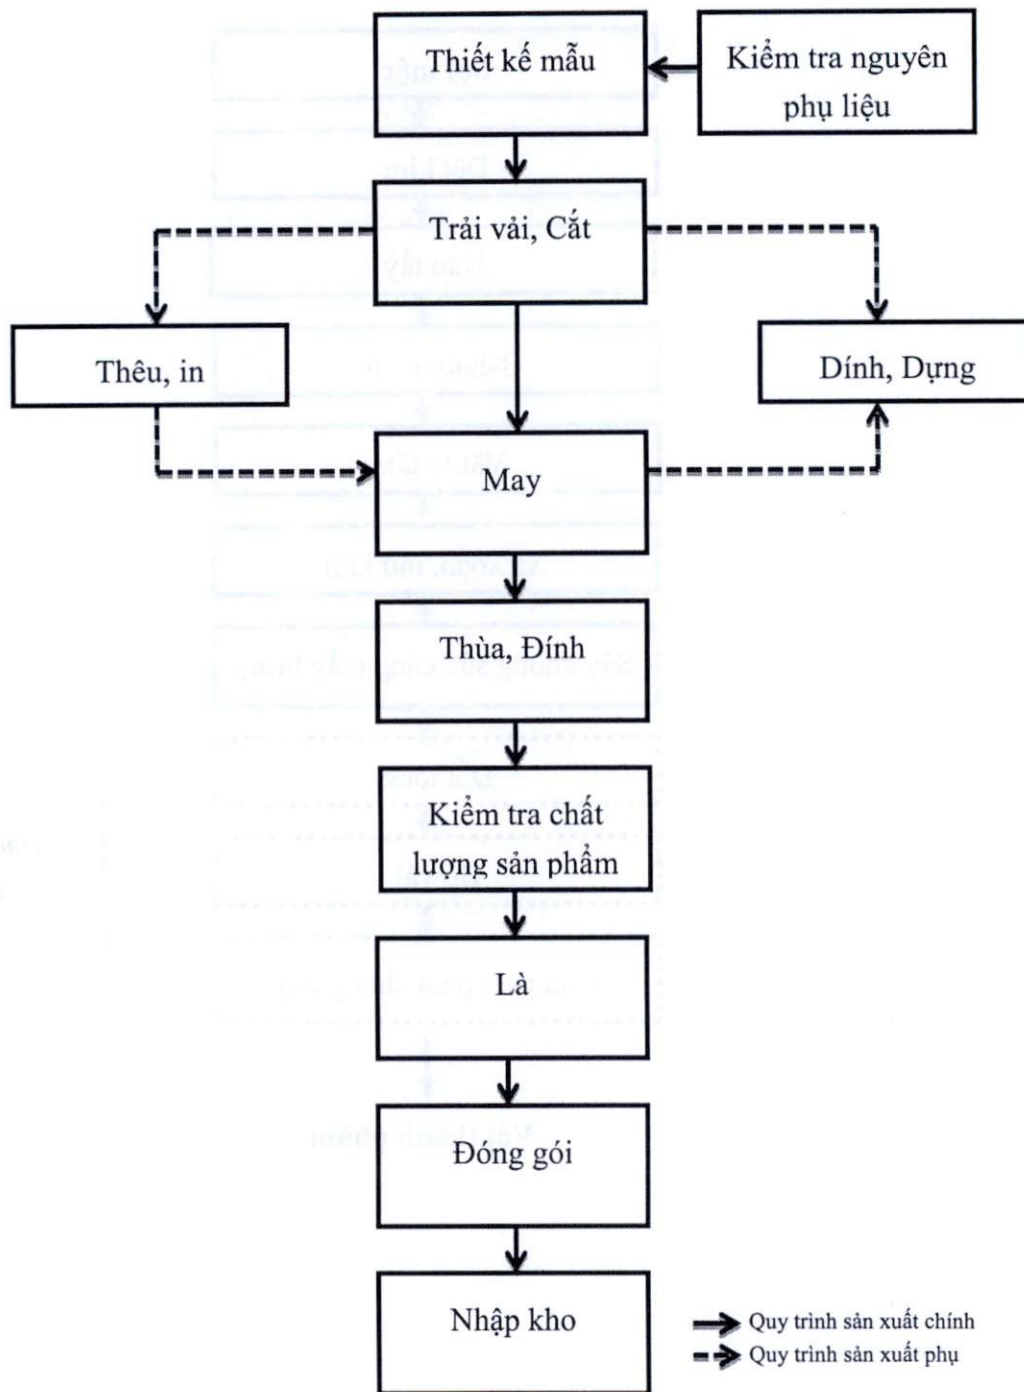 Thiết kế mẫu
Kiểm tra nguyên
phụ liệu
Trải vải, Cắt
Thêu, in
Dính, Dựng
May
Thùa, Đính
Kiểm tra chất
lượng sản phẩm
Là
Đóng gói
Nhập kho
Quy trình sản xuất chính
Quy trình sản xuất phụ